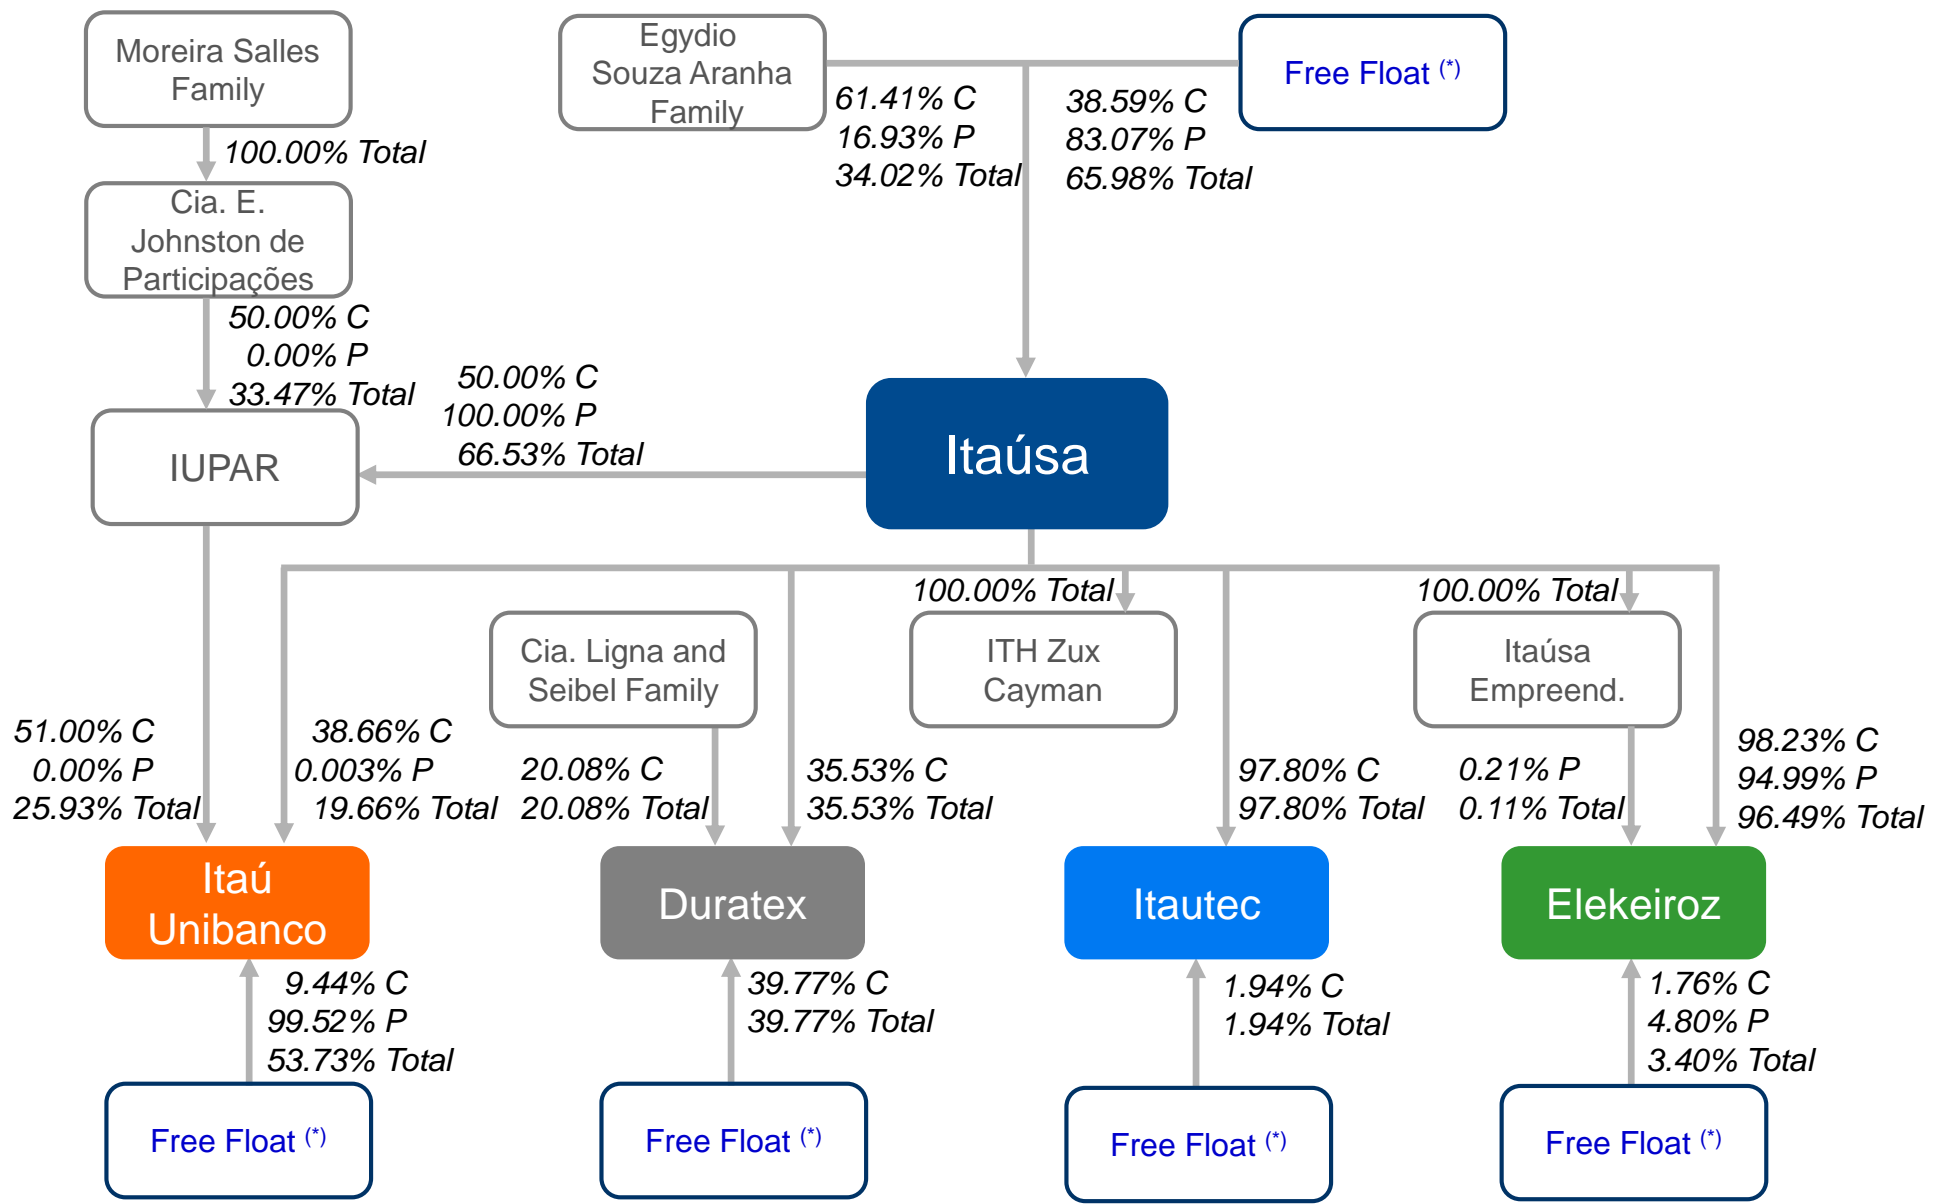 Moreira Salles
Family
Egydio
Souza Aranha
Family
Free Float (*)
61.41% C
16.93% P
34.02% Total
38.59% C
83.07% P
65.98% Total
100.00% Total
Cia. E.
Johnston de
Participações
50.00% C
0.00% P
33.47% Total
50.00% C
100.00% P
66.53% Total
IUPAR
Itaúsa
100.00% Total
100.00% Total
Cia. Ligna and
Seibel Family
ITH Zux
Cayman
Itaúsa
Empreend.
51.00% C
0.00% P
25.93% Total
38.66% C
0.003% P
19.66% Total
20.08% C
20.08% Total
35.53% C
35.53% Total
97.80% C
97.80% Total
0.21% P
0.11% Total
98.23% C
94.99% P
96.49% Total
Itaú
Unibanco
Duratex
Itautec
Elekeiroz
9.44% C
99.52% P
53.73% Total
39.77% C
39.77% Total
1.94% C
1.94% Total
1.76% C
4.80% P
3.40% Total
Free Float (*)
Free Float (*)
Free Float (*)
Free Float (*)